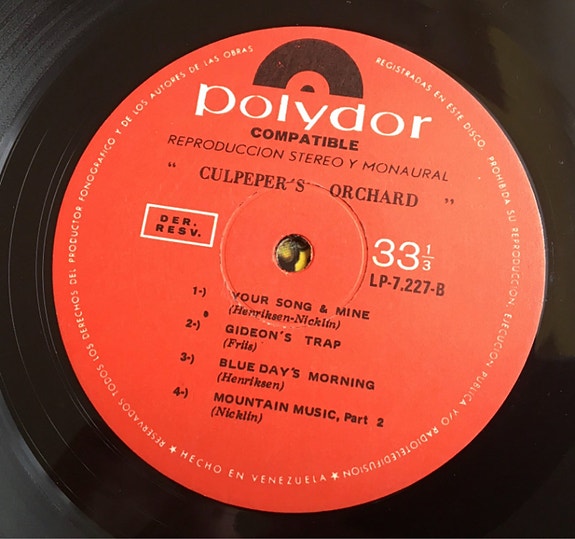 RESERVADOS TODOS LOS DERECHOS DEL PRODUCTOR FONOGRAFICO Y DE LOS AUTORES DE LAS OBRAS
REGISTRADAS EN ESTE DISCO. PROHIBIDA SU REPRODUCCION, EJECUCION PUBLICA Y/O RADIOTELEDIFUSION
polydor
COMPATIBLE
REPRODUCCION STEREO Y MONAURAL
" CULPEPER'S ORCHARD "
DER.
RESV.
33 1/3
LP-7.227-B
1-) YOUR SONG & MINE
(Henriksen-Nicklin)
2-) GIDEON'S TRAP
(Friis)
3-) BLUE DAY'S MORNING
(Henriksen)
4-) MOUNTAIN MUSIC, Part 2
(Nicklin)
★ HECHO EN VENEZUELA ★